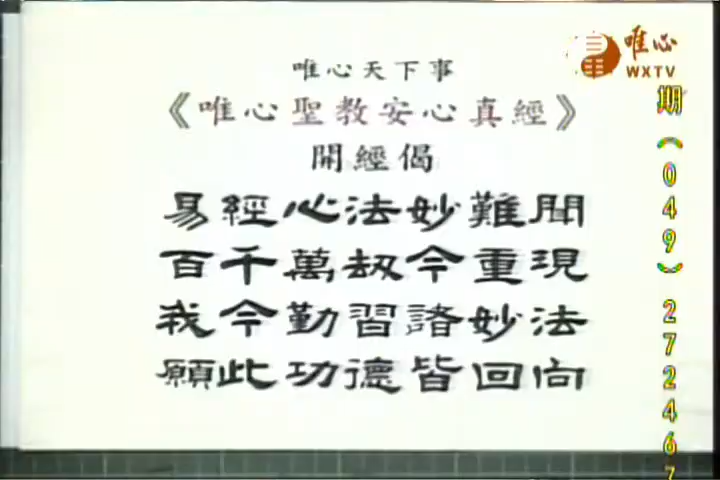 唯心天下事
《唯心聖教安心真經》
開經偈
易經心法妙難聞
百千萬劫今重現
我今勤習諸妙法
願此功德皆回向
唯心
WXTV
期《049》272467